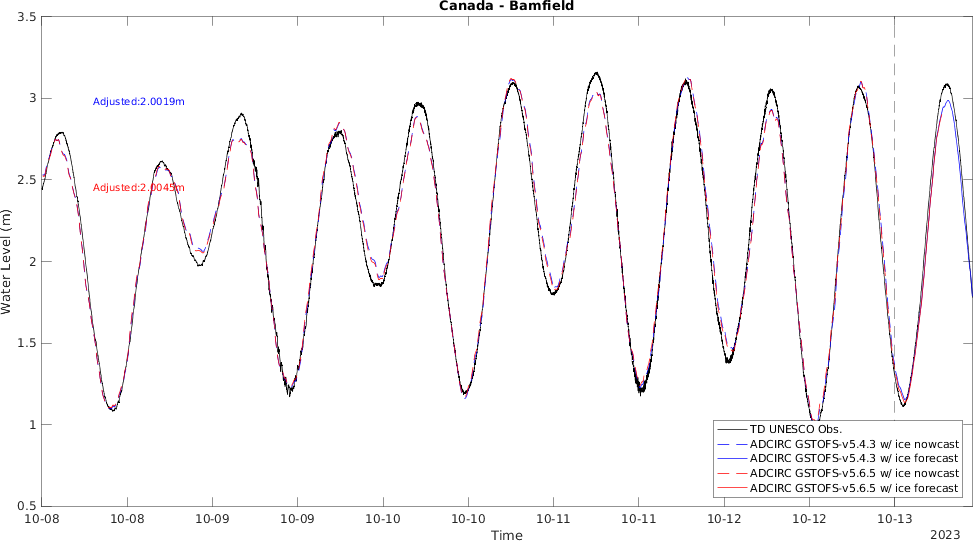 Canada - Bamfield
3.5
3
2.5
2
1.5
1
0.5
Water Level (m)
Adjusted:2.0019m
Adjusted:2.0045m
TD UNESCO Obs.
ADCIRC GSTOFS-v5.4.3 w/ ice nowcast
ADCIRC GSTOFS-v5.4.3 w/ ice forecast
ADCIRC GSTOFS-v5.6.5 w/ ice nowcast
ADCIRC GSTOFS-v5.6.5 w/ ice forecast
10-08 10-08 10-09 10-09 10-10 10-10 10-11 10-11 10-12 10-12 10-13
Time
2023